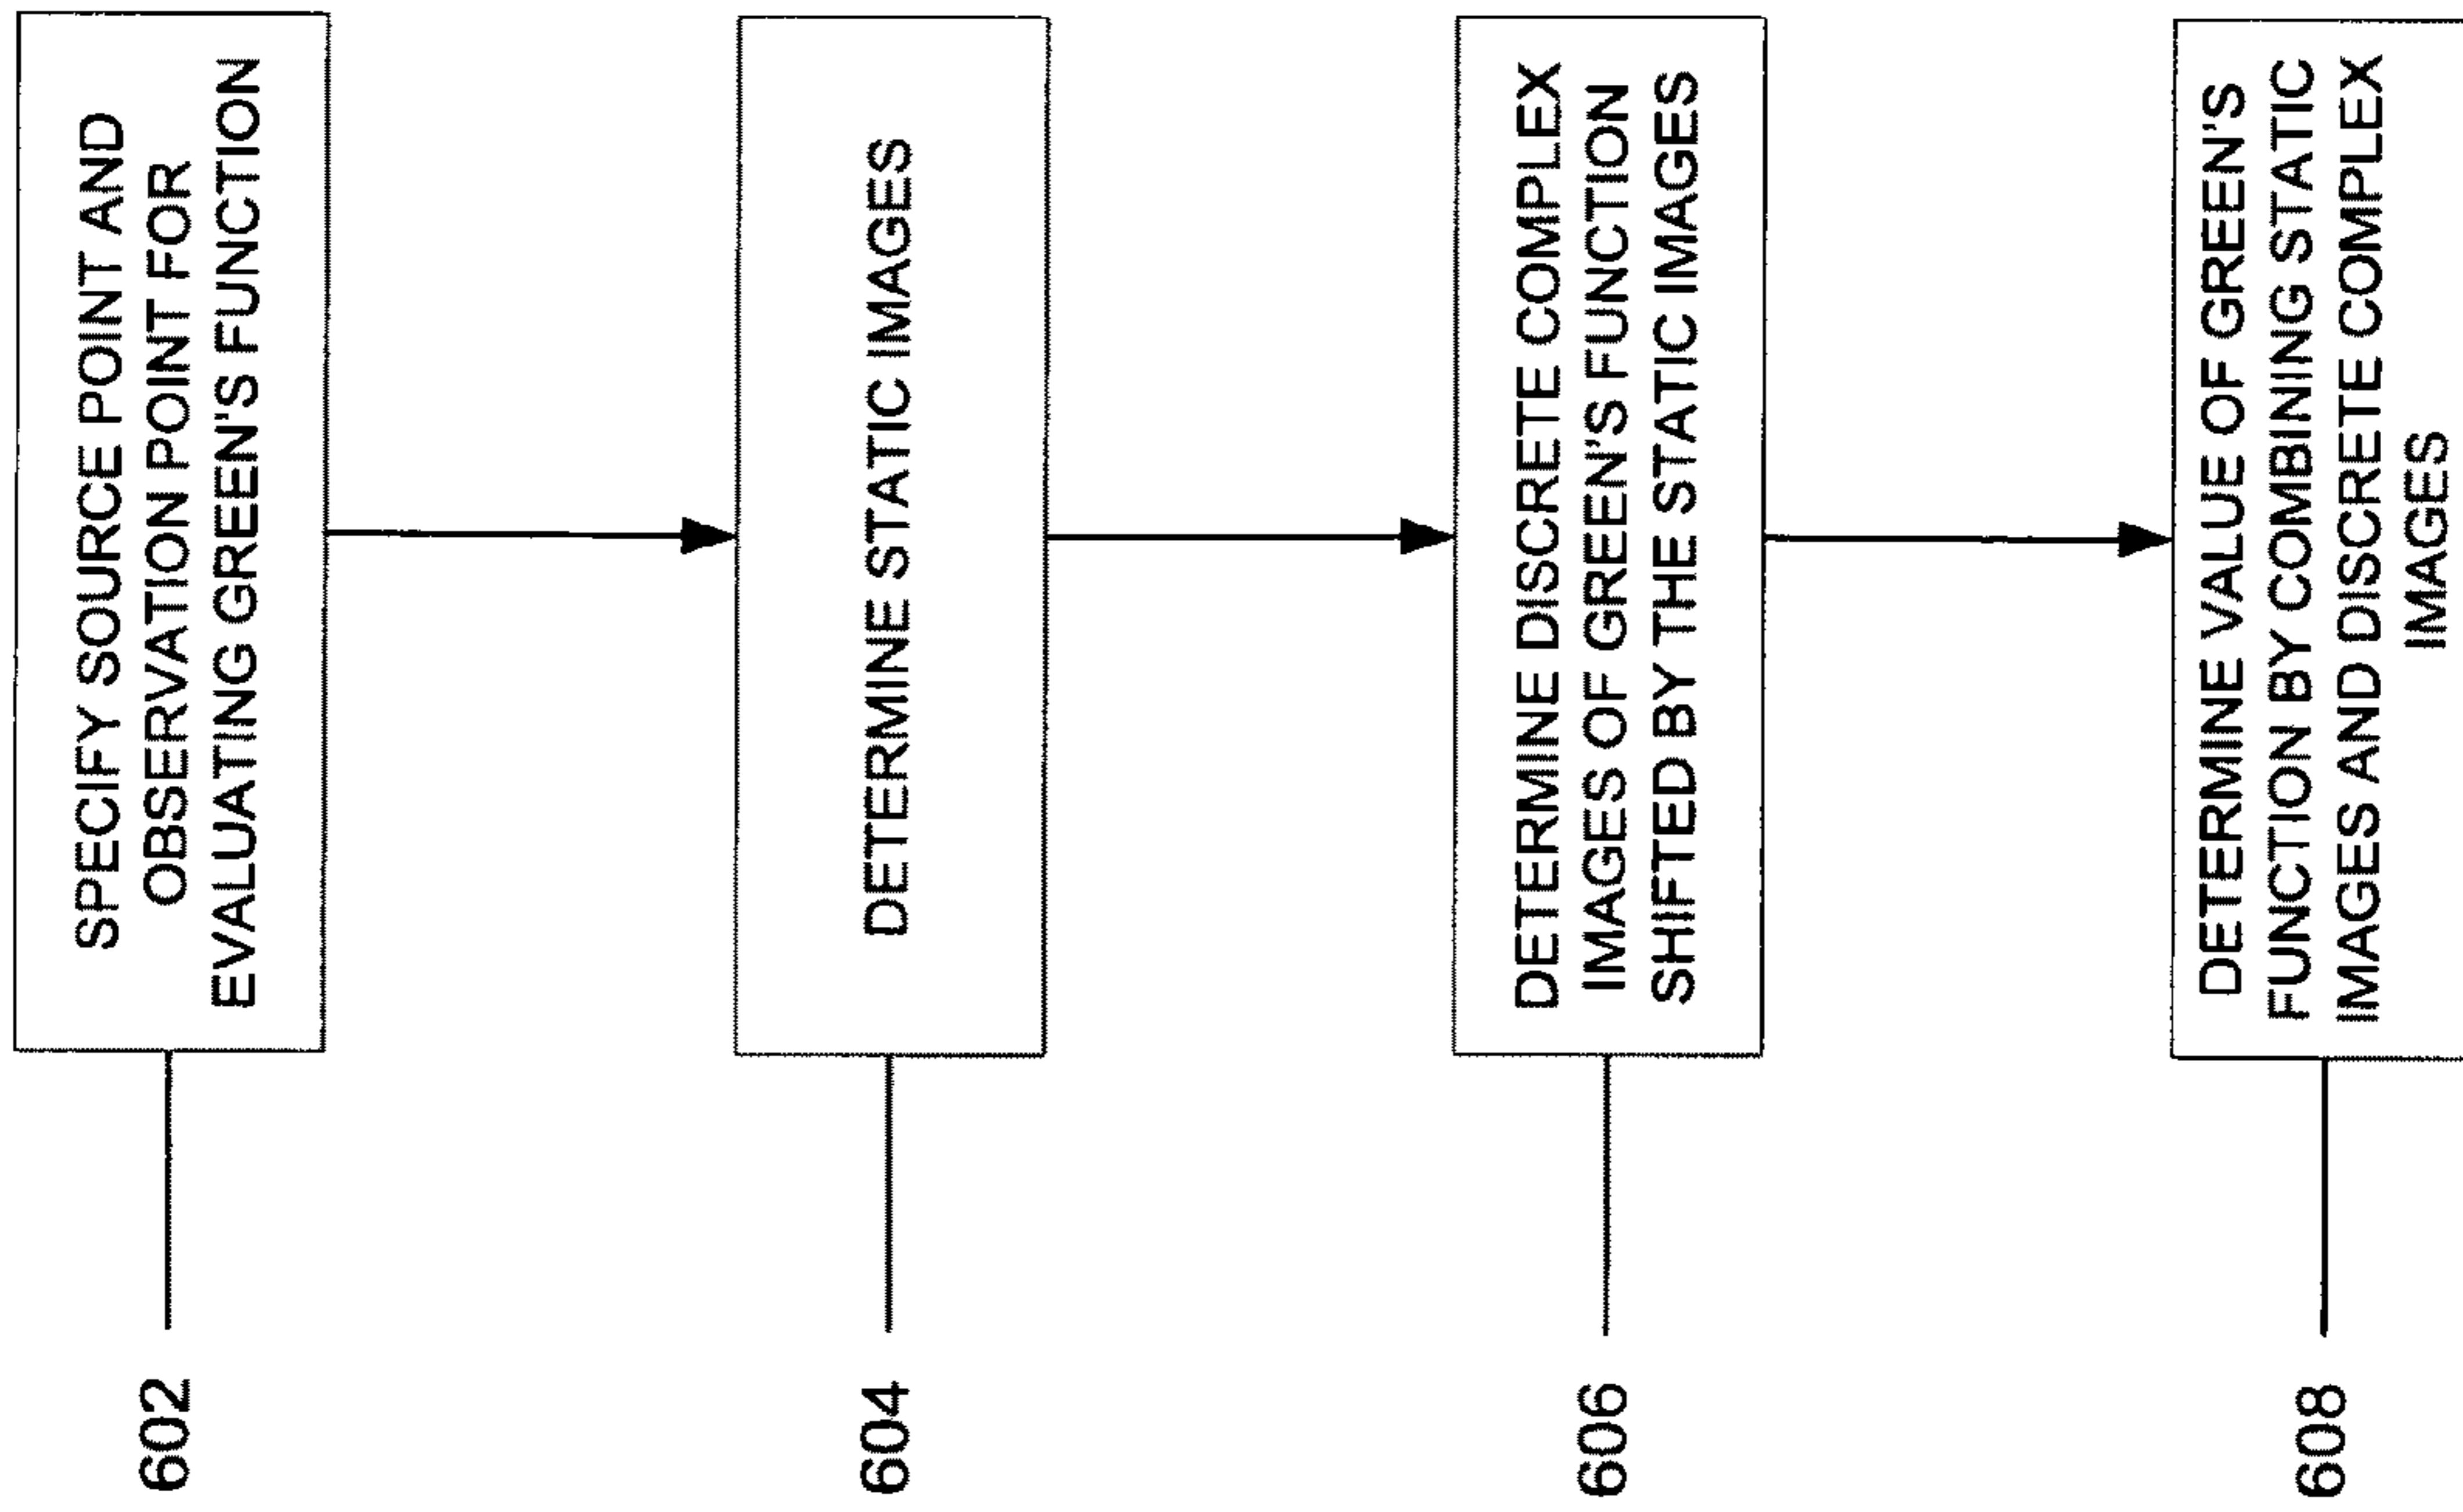 602
SPECIFY SOURCE POINT AND
OBSERVATION POINT FOR
EVALUATING GREEN'S FUNCTION
604
DETERMINE STATIC IMAGES
606
DETERMINE DISCRETE COMPLEX
IMAGES OF GREEN'S FUNCTION
SHIFTED BY THE STATIC IMAGES
608
DETERMINE VALUE OF GREEN'S
FUNCTION BY COMBINING STATIC
IMAGES AND DISCRETE COMPLEX
IMAGES